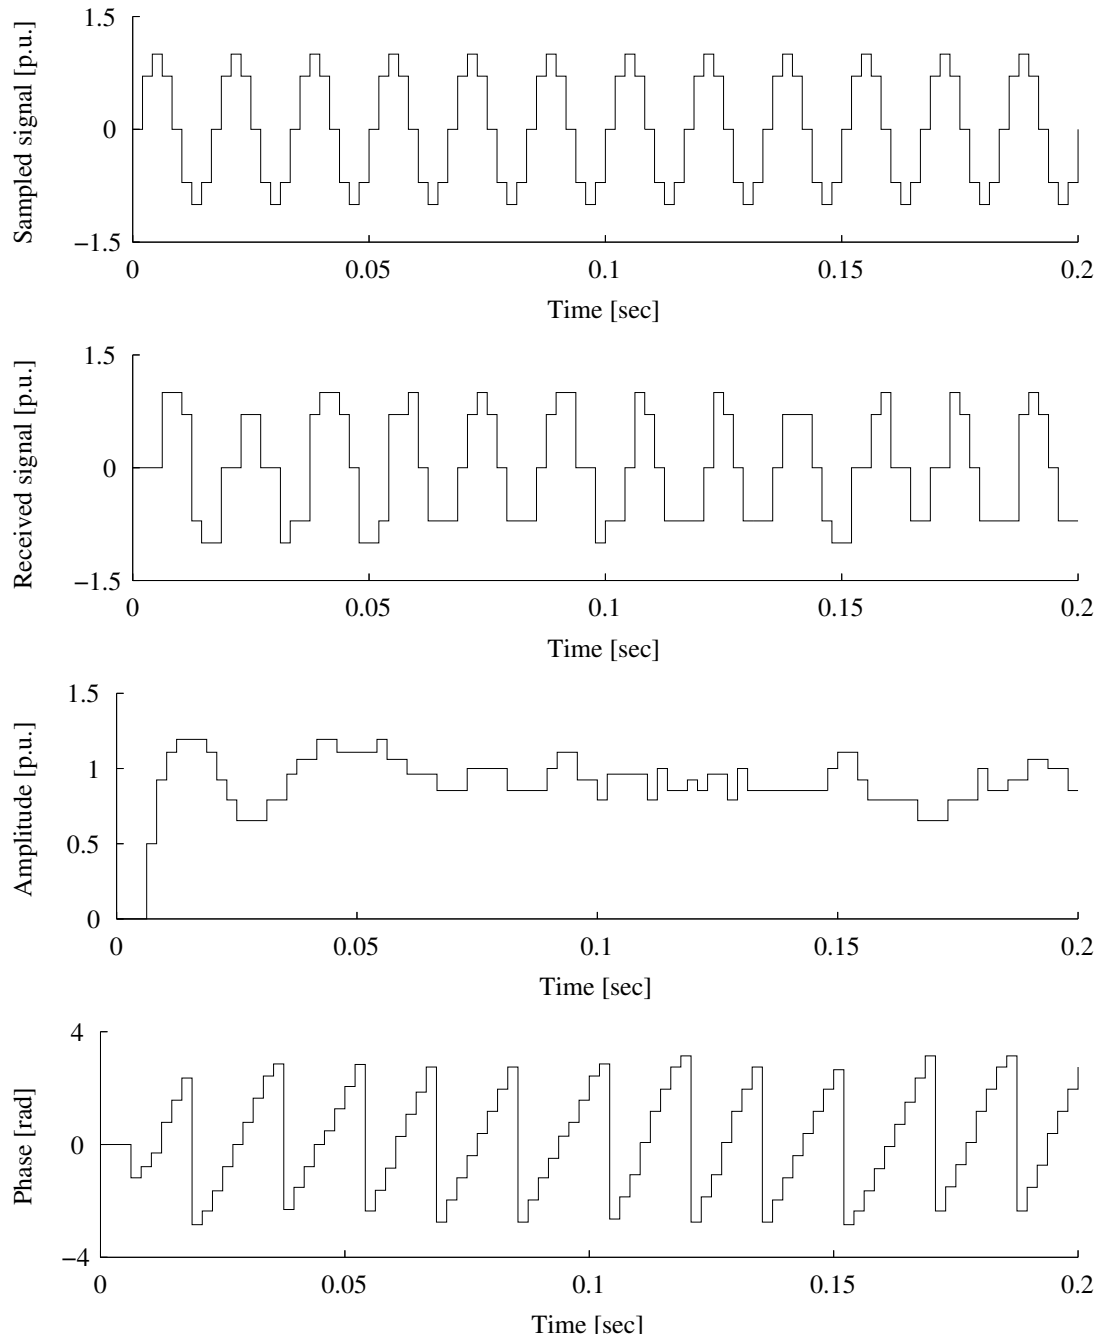 1.5
Sampled signal [p.u.]
0
−1.5
0 0.05 0.1 0.15 0.2
Time [sec]
1.5
Received signal [p.u.]
0
−1.5
0 0.05 0.1 0.15 0.2
Time [sec]
1.5
Amplitude [p.u.]
1
0.5
0
0 0.05 0.1 0.15 0.2
Time [sec]
4
Phase [rad]
0
−4
0 0.05 0.1 0.15 0.2
Time [sec]